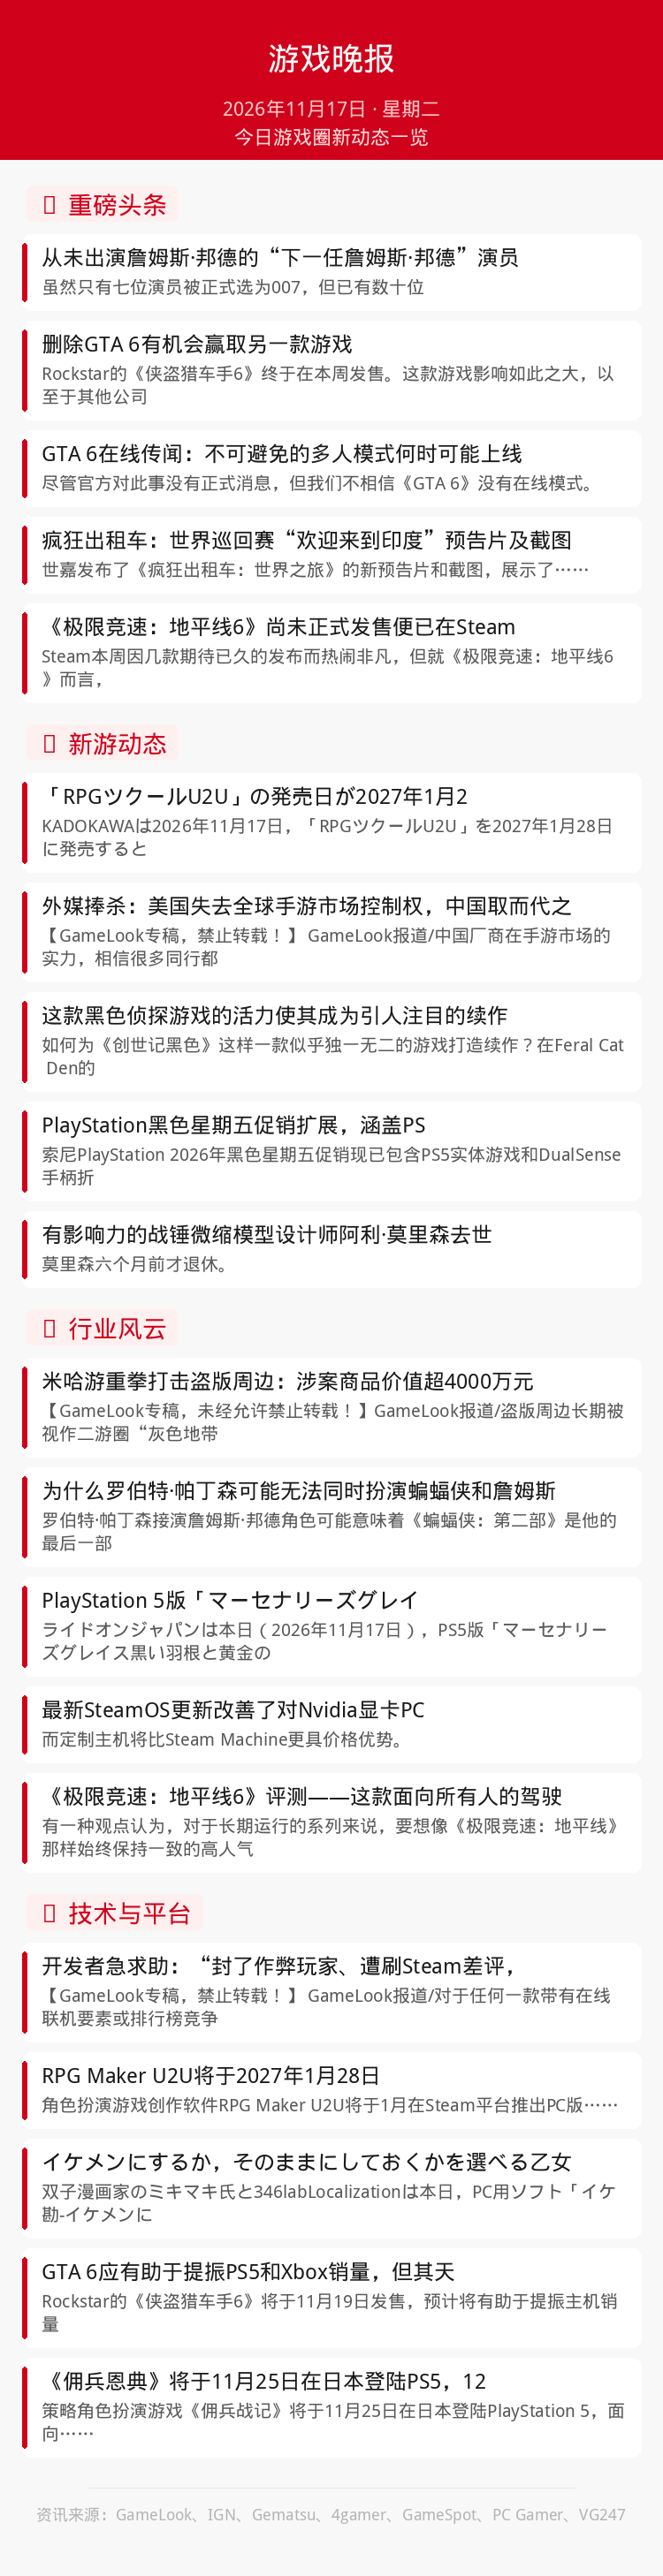 游戏晚报
2026年11月17日 · 星期二
今日游戏圈新动态一览
重磅头条
从未出演詹姆斯·邦德的“下一任詹姆斯·邦德”演员
虽然只有七位演员被正式选为007，但已有数十位
删除GTA 6有机会赢取另一款游戏
Rockstar的《侠盗猎车手6》终于在本周发售。这款游戏影响如此之大，以
至于其他公司
GTA 6在线传闻：不可避免的多人模式何时可能上线
尽管官方对此事没有正式消息，但我们不相信《GTA 6》没有在线模式。
疯狂出租车：世界巡回赛“欢迎来到印度”预告片及截图
世嘉发布了《疯狂出租车：世界之旅》的新预告片和截图，展示了……
《极限竞速：地平线6》尚未正式发售便已在Steam
Steam本周因几款期待已久的发布而热闹非凡，但就《极限竞速：地平线6
》而言，
新游动态
「RPGツクールU2U」の発売日が2027年1月2
KADOKAWAは2026年11月17日，「RPGツクールU2U」を2027年1月28日
に発売すると
外媒捧杀：美国失去全球手游市场控制权，中国取而代之
【GameLook专稿，禁止转载！】GameLook报道/中国厂商在手游市场的
实力，相信很多同行都
这款黑色侦探游戏的活力使其成为引人注目的续作
如何为《创世记黑色》这样一款似乎独一无二的游戏打造续作？在Feral Cat
Den的
PlayStation黑色星期五促销扩展，涵盖PS
索尼PlayStation 2026年黑色星期五促销现已包含PS5实体游戏和DualSense
手柄折
有影响力的战锤微缩模型设计师阿利·莫里森去世
莫里森六个月前才退休。
行业风云
米哈游重拳打击盗版周边：涉案商品价值超4000万元
【GameLook专稿，未经允许禁止转载！】GameLook报道/盗版周边长期被
视作二游圈“灰色地带
为什么罗伯特·帕丁森可能无法同时扮演蝙蝠侠和詹姆斯
罗伯特·帕丁森接演詹姆斯·邦德角色可能意味着《蝙蝠侠：第二部》是他的
最后一部
PlayStation 5版「マーセナリーズグレイ
ライドオンジャパンは本日（2026年11月17日），PS5版「マーセナリー
ズグレイス黒い羽根と黄金の
最新SteamOS更新改善了对Nvidia显卡PC
而定制主机将比Steam Machine更具价格优势。
《极限竞速：地平线6》评测——这款面向所有人的驾驶
有一种观点认为，对于长期运行的系列来说，要想像《极限竞速：地平线》
那样始终保持一致的高人气
技术与平台
开发者急求助：“封了作弊玩家、遭刷Steam差评，
【GameLook专稿，禁止转载！】GameLook报道/对于任何一款带有在线
联机要素或排行榜竞争
RPG Maker U2U将于2027年1月28日
角色扮演游戏创作软件RPG Maker U2U将于1月在Steam平台推出PC版……
イケメンにするか，そのままにしておくかを選べる乙女
双子漫画家のミキマキ氏と346labLocalizationは本日，PC用ソフト「イケ
勘-イケメンに
GTA 6应有助于提振PS5和Xbox销量，但其天
Rockstar的《侠盗猎车手6》将于11月19日发售，预计将有助于提振主机销
量
《佣兵恩典》将于11月25日在日本登陆PS5，12
策略角色扮演游戏《佣兵战记》将于11月25日在日本登陆PlayStation 5，面
向……
资讯来源：GameLook、IGN、Gematsu、4gamer、GameSpot、PC Gamer、VG247